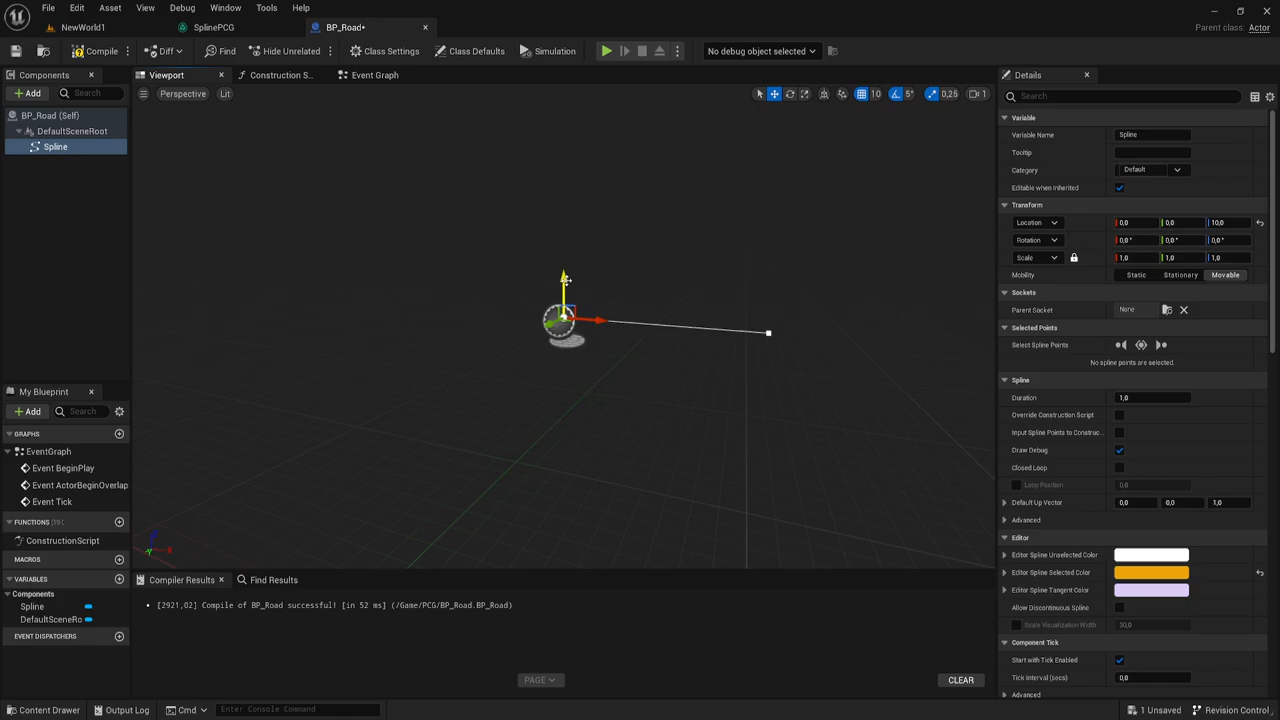 File Edit Asset View Debug Window Tools Help
NewWorld1 SplinePCG BP_Road• Parent class: Actor
Compile Diff Find Hide Unrelated Class Settings Class Defaults Simulation No debug object selected
Components Viewport Construction S... Event Graph Details
Add Search Perspective Lit 10 5° 0,25 1 Search
BP_Road (Self)
DefaultSceneRoot
Spline
Variable
Variable Name Spline
Tooltip
Category Default
Editable when Inherited
Transform
Location 0,0 0,0 10,0
Rotation 0,0 ° 0,0 ° 0,0 °
Scale 1,0 1,0 1,0
Mobility Static Stationary Movable
Sockets
Parent Socket None
Selected Points
Select Spline Points
No spline points are selected.
Spline
Duration 1,0
Override Construction Script
Input Spline Points to Construc...
Draw Debug
Closed Loop
Loop Position 0,0
Default Up Vector 0,0 0,0 1,0
Advanced
Editor
Editor Spline Unselected Color
Editor Spline Selected Color
Editor Spline Tangent Color
Allow Discontinuous Spline
Scale Visualization Width 30,0
Component Tick
Start with Tick Enabled
Tick Interval (secs) 0,0
Advanced
My Blueprint
Add Search
GRAPHS
EventGraph
Event BeginPlay
Event ActorBeginOverlap
Event Tick
FUNCTIONS
ConstructionScript
MACROS
VARIABLES
Components
Spline
DefaultSceneRo
EVENT DISPATCHERS
Compiler Results Find Results
[2921,02] Compile of BP_Road successful! [in 52 ms] (/Game/PCG/BP_Road.BP_Road)
PAGE CLEAR
Content Drawer Output Log Cmd Enter Console Command 1 Unsaved Revision Control